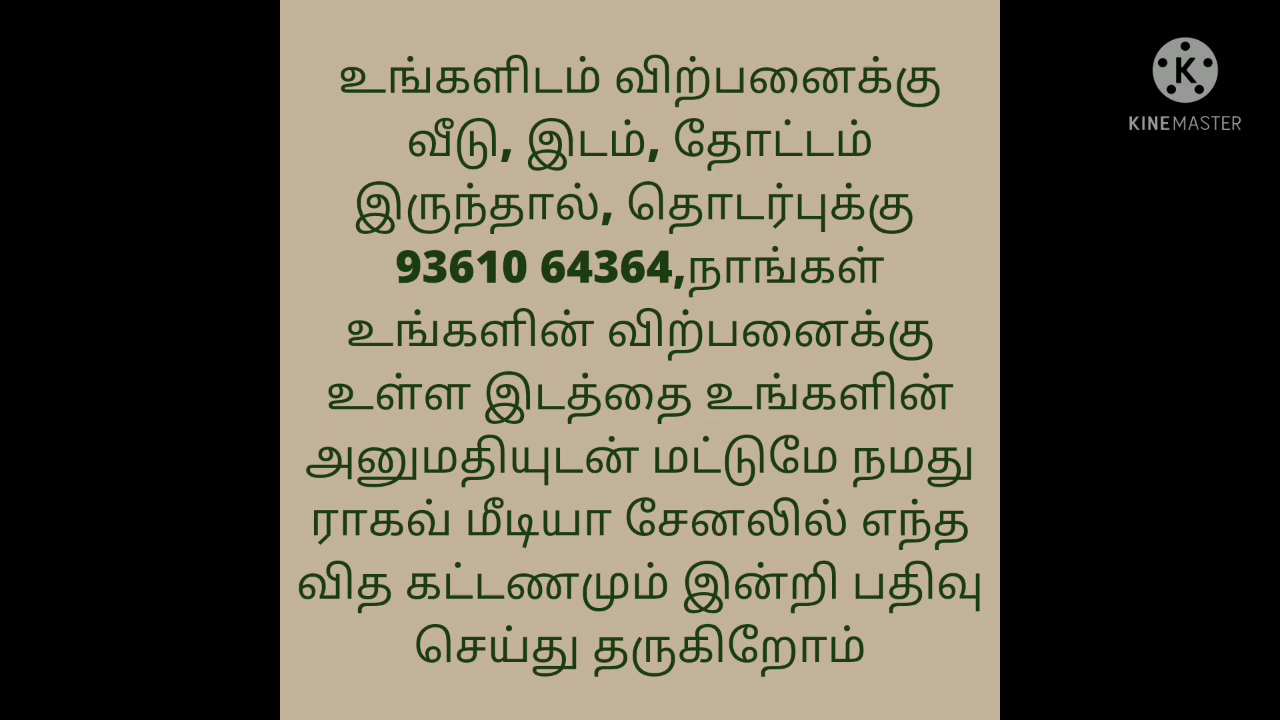 உங்களிடம் விற்பனைக்கு
வீடு, இடம், தோட்டம்
இருந்தால், தொடர்புக்கு
93610 64364,நாங்கள்
உங்களின் விற்பனைக்கு
உள்ள இடத்தை உங்களின்
அனுமதியுடன் மட்டுமே நமது
ராகவ் மீடியா சேனலில் எந்த
வித கட்டணமும் இன்றி பதிவு
செய்து தருகிறோம்
K
KINEMASTER